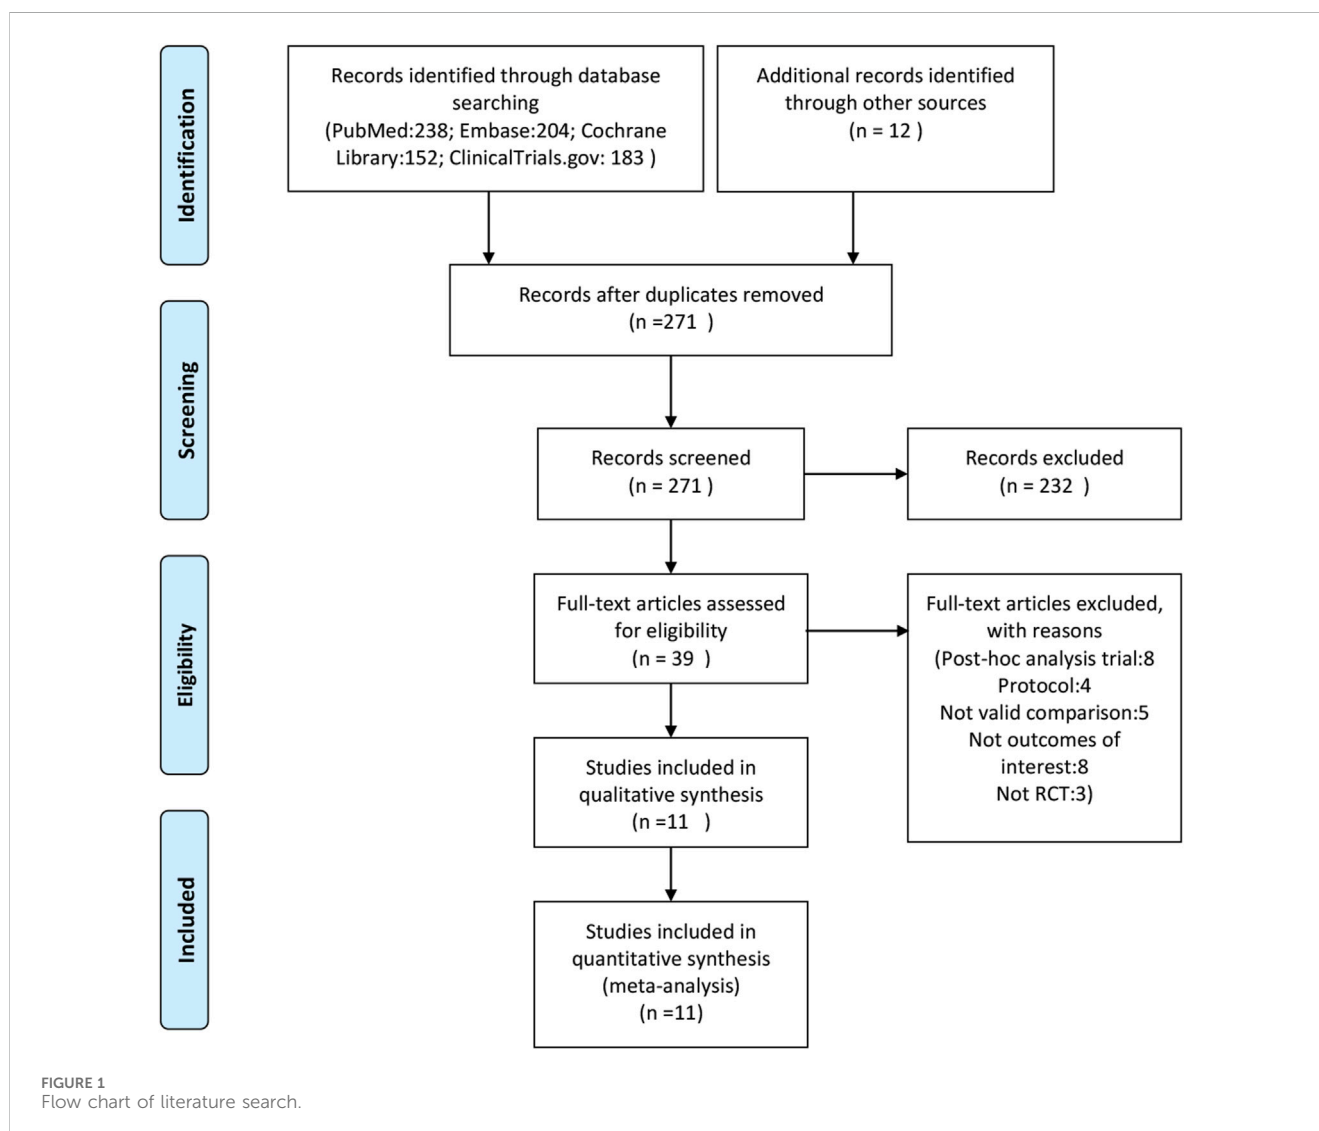 Identification
Records identified through database
searching
(PubMed:238; Embase:204; Cochrane
Library:152; ClinicalTrials.gov: 183 )
Additional records identified
through other sources
(n = 12 )
Records after duplicates removed
(n =271 )
Screening
Records screened
(n = 271 )
Records excluded
(n = 232 )
Eligibility
Full-text articles assessed
for eligibility
(n = 39 )
Full-text articles excluded,
with reasons
(Post-hoc analysis trial:8
Protocol:4
Not valid comparison:5
Not outcomes of
interest:8
Not RCT:3)
Studies included in
qualitative synthesis
(n =11 )
Included
Studies included in
quantitative synthesis
(meta-analysis)
(n =11)
FIGURE 1
Flow chart of literature search.